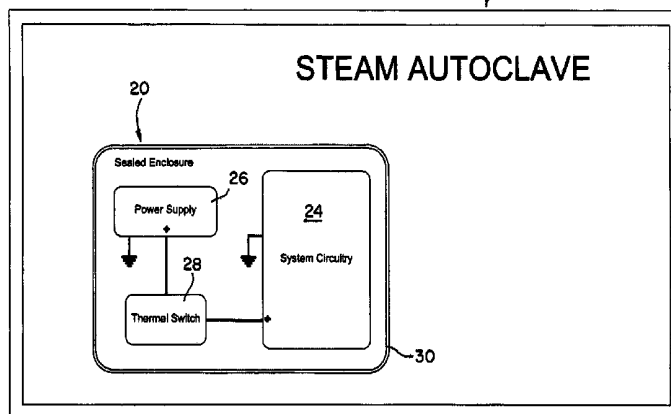 STEAM AUTOCLAVE
20
Sealed Enclosure
26
Power Supply
+
24
System Circuitry
28
Thermal Switch
+
30